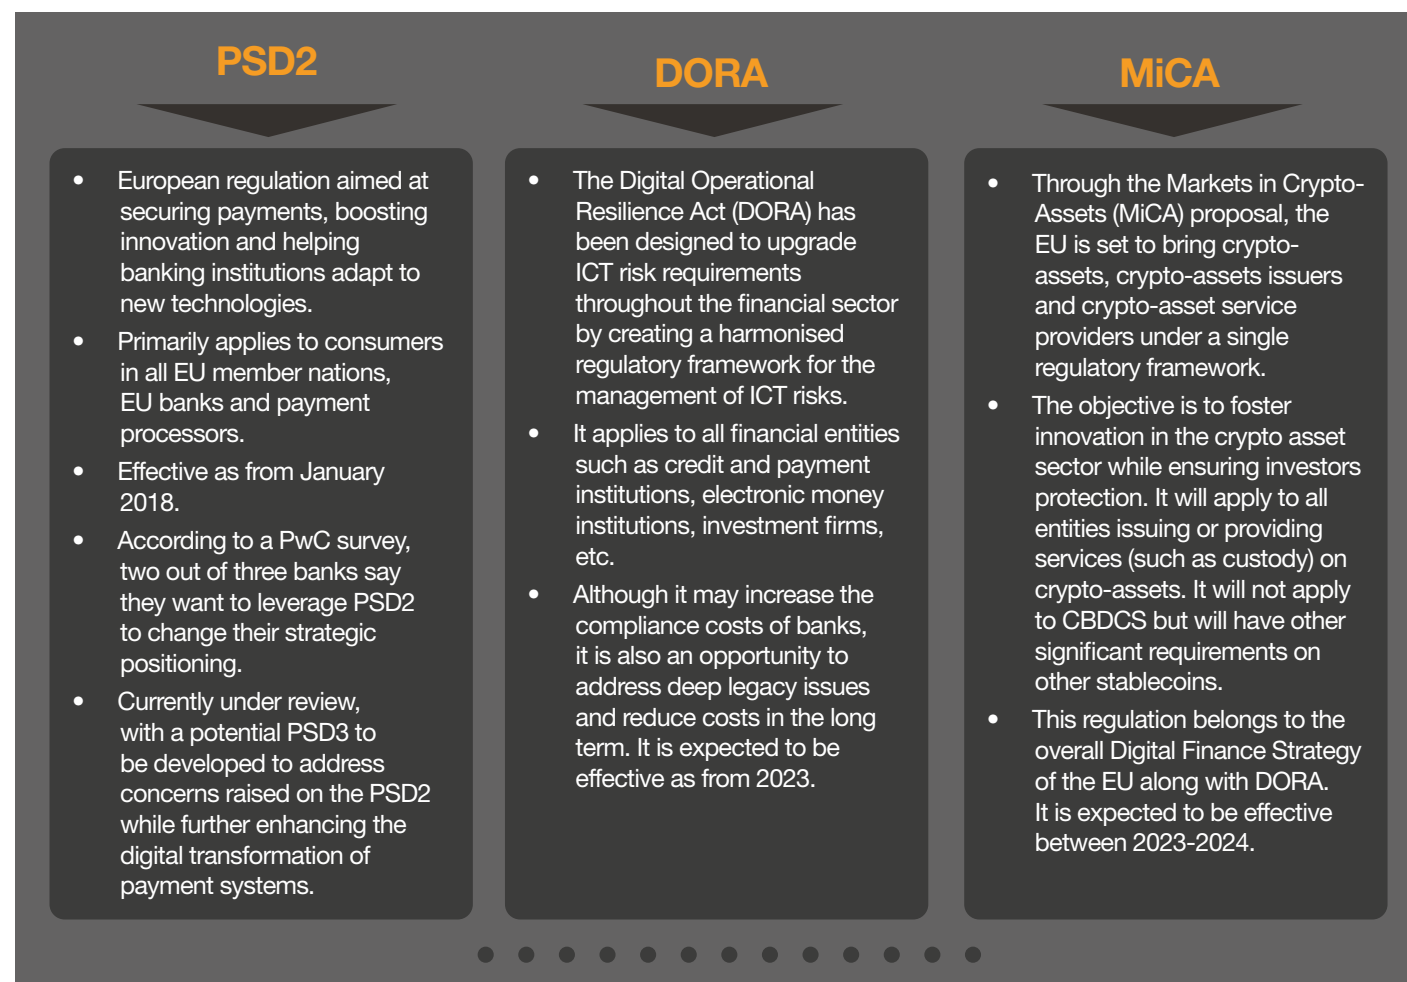 PSD2
• European regulation aimed at
securing payments, boosting
innovation and helping
banking institutions adapt to
new technologies.
• Primarily applies to consumers
in all EU member nations,
EU banks and payment
processors.
• Effective as from January
2018.
• According to a PwC survey,
two out of three banks say
they want to leverage PSD2
to change their strategic
positioning.
• Currently under review,
with a potential PSD3 to
be developed to address
concerns raised on the PSD2
while further enhancing the
digital transformation of
payment systems.
DORA
• The Digital Operational
Resilience Act (DORA) has
been designed to upgrade
ICT risk requirements
throughout the financial sector
by creating a harmonised
regulatory framework for the
management of ICT risks.
• It applies to all financial entities
such as credit and payment
institutions, electronic money
institutions, investment firms,
etc.
• Although it may increase the
compliance costs of banks,
it is also an opportunity to
address deep legacy issues
and reduce costs in the long
term. It is expected to be
effective as from 2023.
MiCA
• Through the Markets in Crypto-
Assets (MiCA) proposal, the
EU is set to bring crypto-
assets, crypto-assets issuers
and crypto-asset service
providers under a single
regulatory framework.
• The objective is to foster
innovation in the crypto asset
sector while ensuring investors
protection. It will apply to all
entities issuing or providing
services (such as custody) on
crypto-assets. It will not apply
to CBDCS but will have other
significant requirements on
other stablecoins.
• This regulation belongs to the
overall Digital Finance Strategy
of the EU along with DORA.
It is expected to be effective
between 2023-2024.